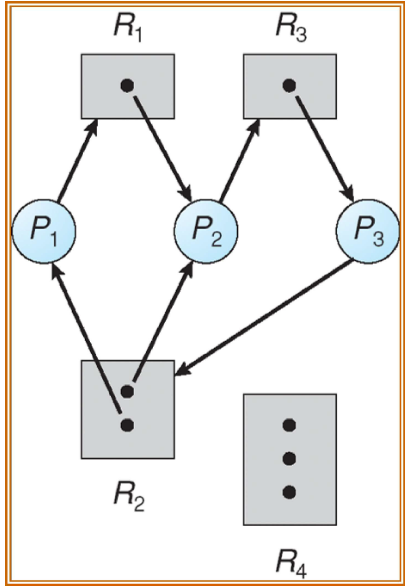 R₁ R₃
P₁ P₂ P₃
R₂
R₄